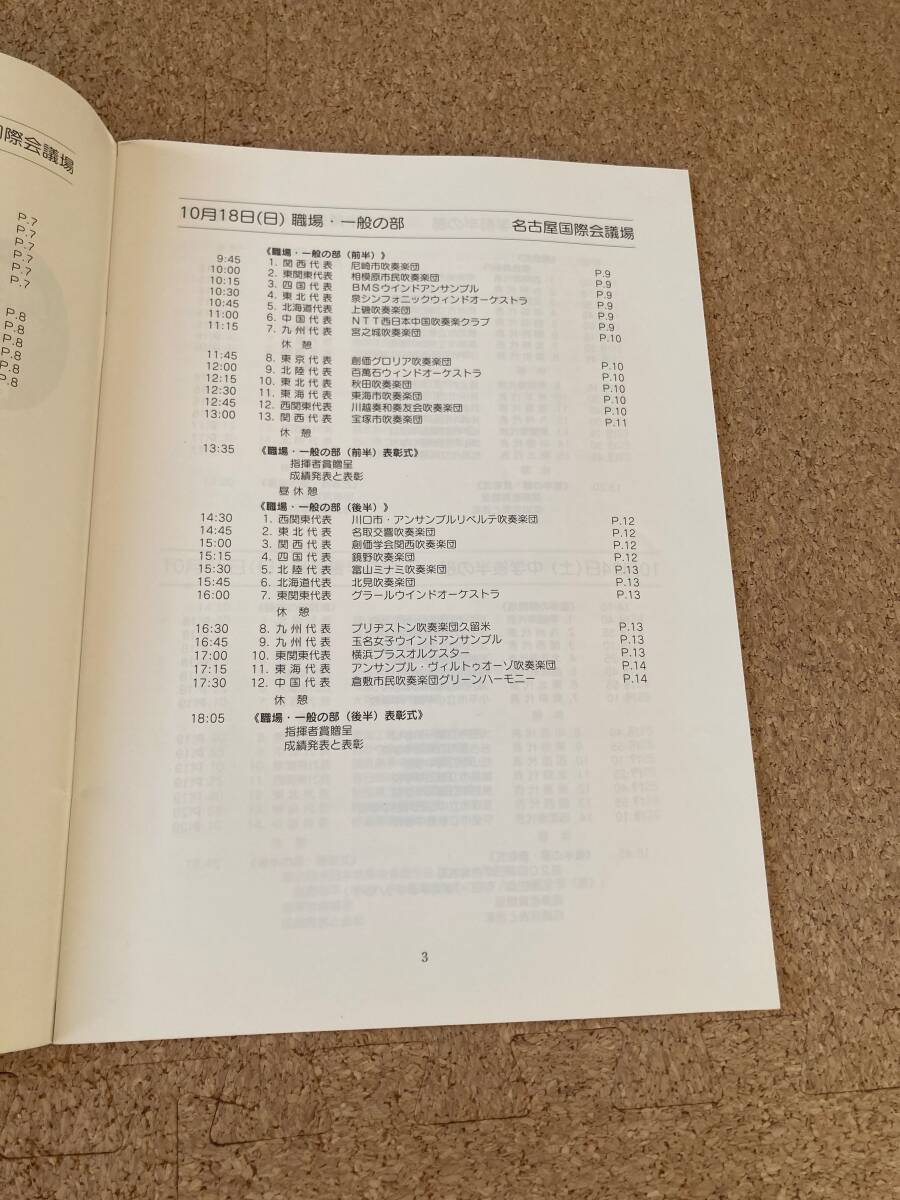 際会議場
P.7
P.7
P.7
P.7
P.7
P.7
P.8
P.8
P.8
P.8
P.8
P.8
10月18日(日) 職場・一般の部 名古屋国際会議場
《職場・一般の部(前半)》
9:45 1. 関西代表 尼崎市吹奏楽団 P.9
10:00 2. 東関東代表 相模原市民吹奏楽団 P.9
10:15 3. 四国代表 BMSウインドアンサンブル P.9
10:30 4. 東北代表 泉シンフォニックウィンドオーケストラ P.9
10:45 5. 北海道代表 上磯吹奏楽団 P.9
11:00 6. 中国代表 NTT西日本中国吹奏楽クラブ P.9
11:15 7. 九州代表 宮之城吹奏楽団 P.10
休憩
11:45 8. 東京代表 創価グロリア吹奏楽団 P.10
12:00 9. 北陸代表 百萬石ウィンドオーケストラ P.10
12:15 10. 東北代表 秋田吹奏楽団 P.10
12:30 11. 東海代表 東海市吹奏楽団 P.10
12:45 12. 西関東代表 川越奏和奏友会吹奏楽団 P.10
13:00 13. 関西代表 宝塚市吹奏楽団 P.11
休憩
13:35 《職場・一般の部(前半)表彰式》
指揮者賞贈呈
成績発表と表彰
昼休憩
《職場・一般の部(後半)》
14:30 1. 西関東代表 川口市・アンサンブルリベルテ吹奏楽団 P.12
14:45 2. 東北代表 名取交響吹奏楽団 P.12
15:00 3. 関西代表 創価学会関西吹奏楽団 P.12
15:15 4. 四国代表 鏡野吹奏楽団 P.12
15:30 5. 北陸代表 富山ミナミ吹奏楽団 P.13
15:45 6. 北海道代表 北見吹奏楽団 P.13
16:00 7. 東関東代表 グラールウインドオーケストラ P.13
休憩
16:30 8. 九州代表 ブリヂストン吹奏楽団久留米 P.13
16:45 9. 九州代表 玉名女子ウインドアンサンブル P.13
17:00 10. 東関東代表 横浜ブラスオルケスター P.13
17:15 11. 東海代表 アンサンブル・ヴィルトゥオーゾ吹奏楽団 P.14
17:30 12. 中国代表 倉敷市民吹奏楽団グリーンハーモニー P.14
休憩
18:05 《職場・一般の部(後半)表彰式》
指揮者賞贈呈
成績発表と表彰
3